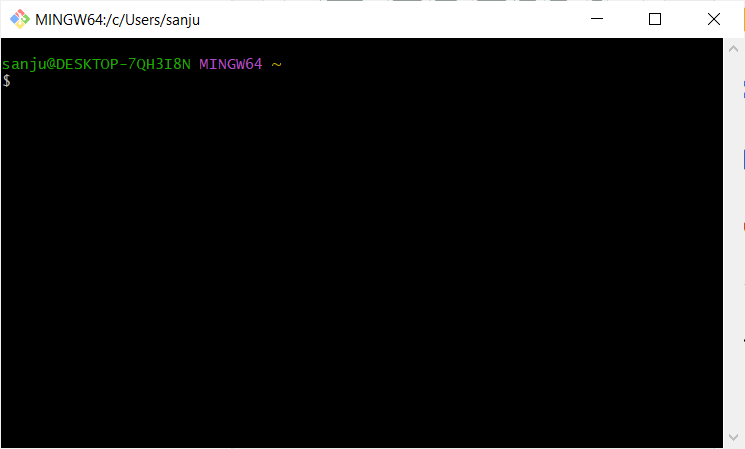 MINGW64:/c/Users/sanju
sanju@DESKTOP-7QH3I8N MINGW64 ~
$